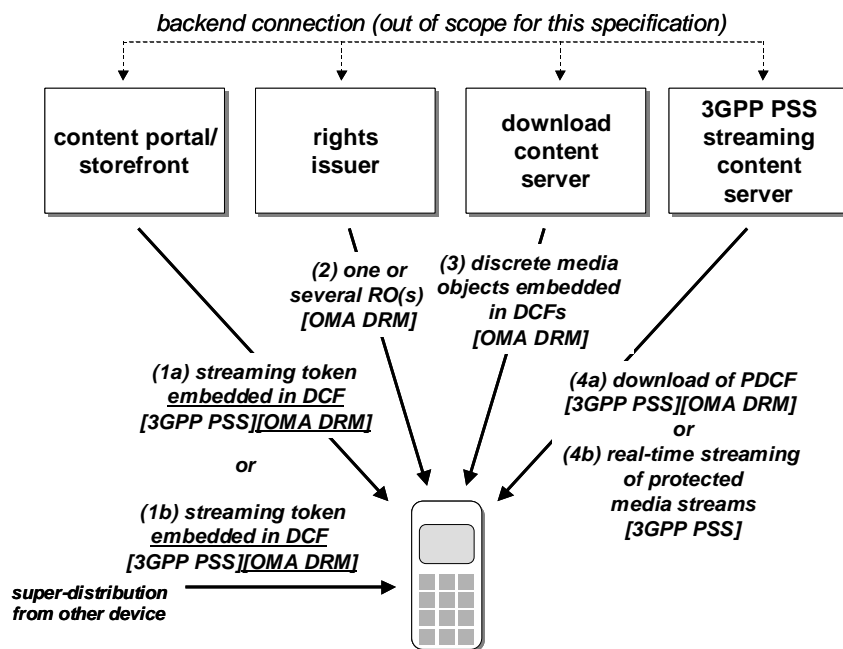 backend connection (out of scope for this specification)
content portal/
storefront
rights
issuer
download
content
server
3GPP PSS
streaming
content
server
(2) one or
several RO(s)
[OMA DRM]
(3) discrete media
objects embedded
in DCFs
[OMA DRM]
(1a) streaming token
embedded in DCF
[3GPP PSS][OMA DRM]
or
(1b) streaming token
embedded in DCF
[3GPP PSS][OMA DRM]
(4a) download of PDCF
[3GPP PSS][OMA DRM]
or
(4b) real-time streaming
of protected
media streams
[3GPP PSS]
super-distribution
from other device